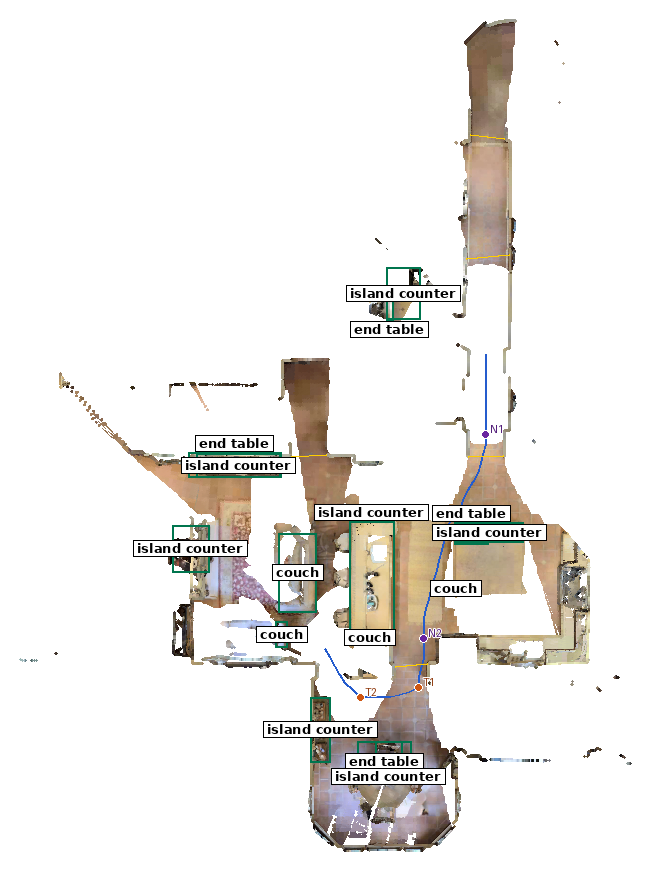 island counter
end table
N1
end table
island counter
island counter
end table
island counter
island counter
couch
couch
couch
N2
couch
T1
T2
island counter
end table
island counter